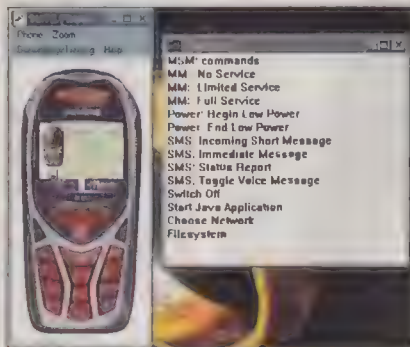 Phone Zoom
Help
MSM: commands
MM: No Service
MM: Limited Service
MM: Full Service
Power: Begin Low Power
Power: End Low Power
SMS: Incoming Short Message
SMS: Immediate Message
SMS: Status Report
SMS: Toggle Voice Message
Switch Off
Start Java Application
Choose Network
Filesystem